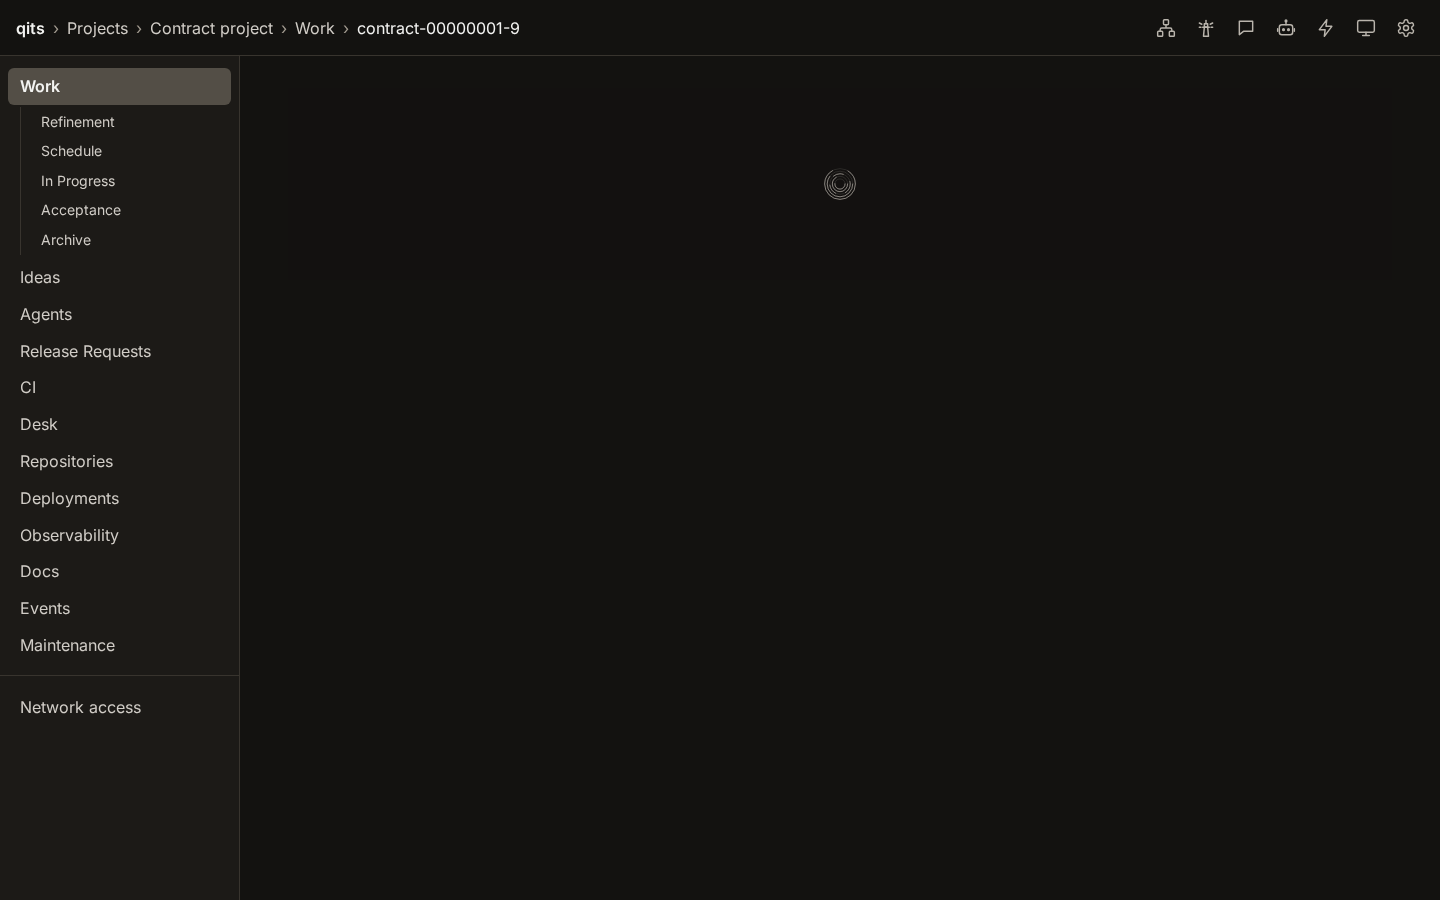 qits › Projects › Contract project › Work › contract-00000001-9
Work
Refinement
Schedule
In Progress
Acceptance
Archive
Ideas
Agents
Release Requests
CI
Desk
Repositories
Deployments
Observability
Docs
Events
Maintenance
Network access